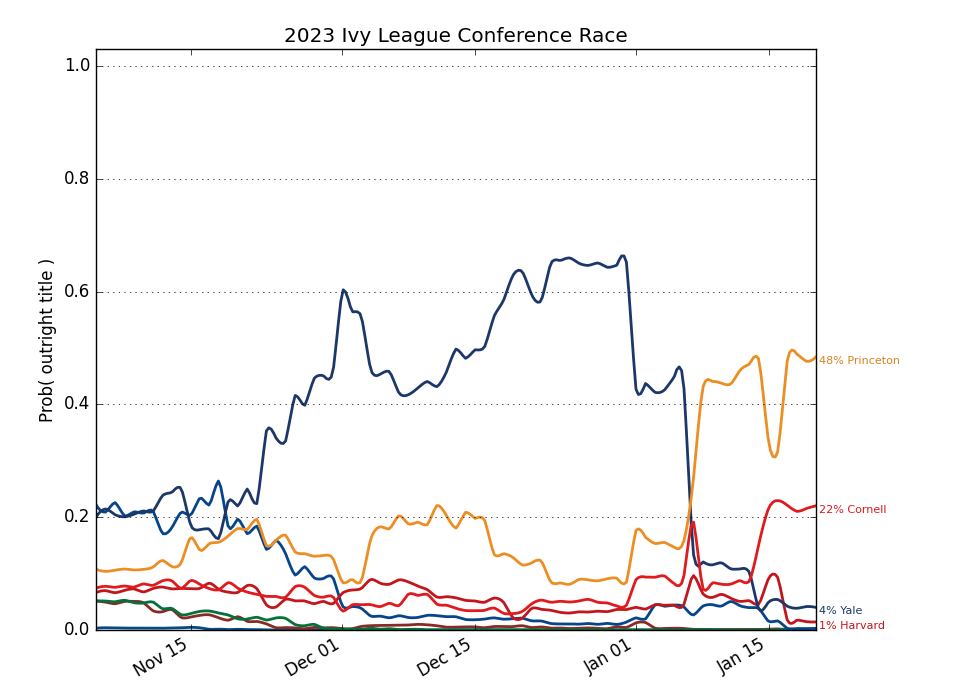 2023 Ivy League Conference Race
Prob( outright title )
1.0
0.8
0.6
0.4
0.2
0.0
48% Princeton
22% Cornell
4% Yale
1% Harvard
Nov 15
Dec 01
Dec 15
Jan 01
Jan 15